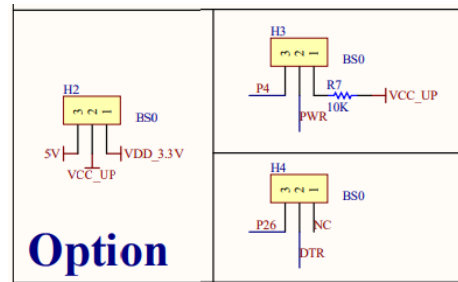 H2
3 2 1
BS0
5V
VDD_3.3V
VCC_UP
Option
H3
3 2 1
BS0
P4
R7
10K
VCC_UP
PWR
H4
3 2 1
BS0
P26
NC
DTR